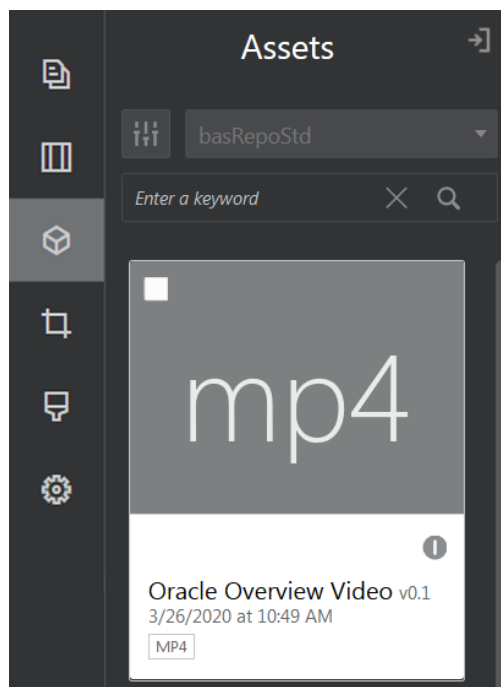 Assets
basRepoStd
Enter a keyword
mp4
Oracle Overview Video v0.1
3/26/2020 at 10:49 AM
MP4